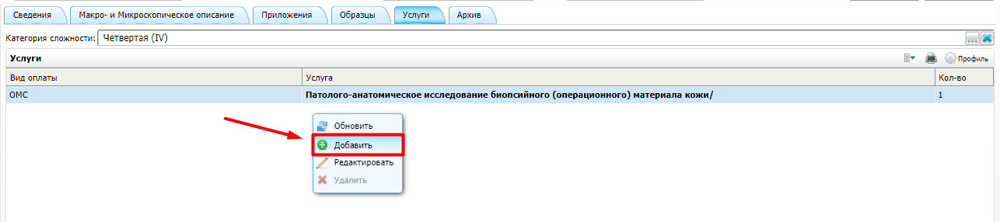 Сведения Макро- и Микроскопическое описание Приложения Образцы Услуги Архив
Категория сложности: Четвертая (IV) ...
Услуги Профиль
Вид оплаты Услуга Кол-во
ОМС Патолого-анатомическое исследование биопсийного (операционного) материала кожи/ 1
Обновить
Добавить
Редактировать
Удалить